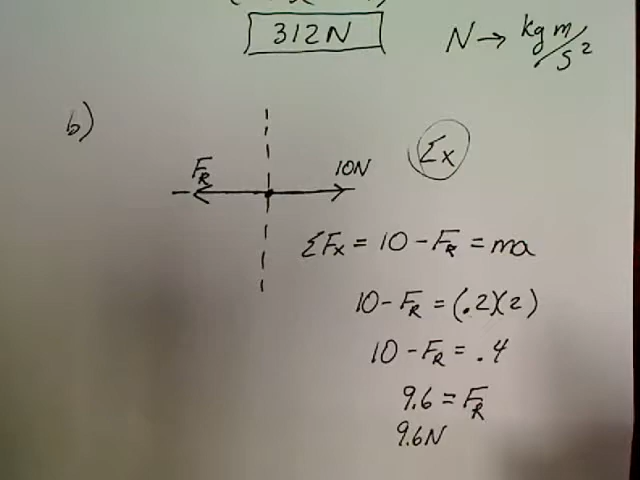 312N
N → kg m/s²
b)
F_R 10N
Σx
ΣFx = 10 - F_R = ma
10 - F_R = (.2)(2)
10 - F_R = .4
9.6 = F_R
9.6N